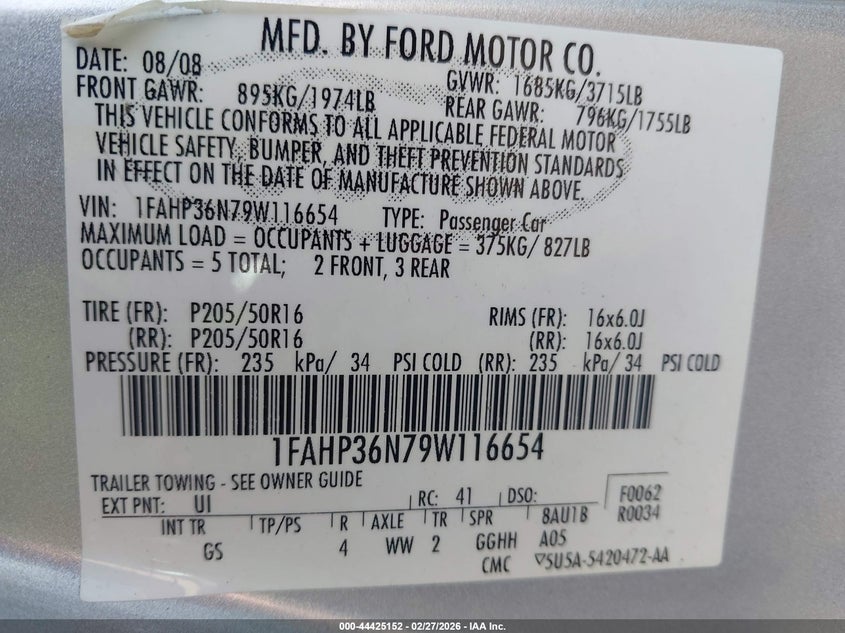 MFD. BY FORD MOTOR CO.
DATE: 08/08 GVWR: 1685KG/3715LB
FRONT GAWR: 895KG/1974LB REAR GAWR: 796KG/1755LB
THIS VEHICLE CONFORMS TO ALL APPLICABLE FEDERAL MOTOR
VEHICLE SAFETY, BUMPER, AND THEFT PREVENTION STANDARDS
IN EFFECT ON THE DATE OF MANUFACTURE SHOWN ABOVE.
VIN: 1FAHP36N79W116654 TYPE: Passenger Car
MAXIMUM LOAD = OCCUPANTS + LUGGAGE = 375KG/ 827LB
OCCUPANTS = 5 TOTAL; 2 FRONT, 3 REAR
TIRE (FR): P205/50R16 RIMS (FR): 16x6.0J
(RR): P205/50R16 (RR): 16x6.0J
PRESSURE (FR): 235 kPa/ 34 PSI COLD (RR): 235 kPa/ 34 PSI COLD
1FAHP36N79W116654
TRAILER TOWING - SEE OWNER GUIDE
EXT PNT: UI RC: 41 DSO: F0062
INT TR TP/PS R AXLE TR SPR 8AU1B R0034
GS 4 WW 2 GGHH A05
CMC ▽5U5A-5420472-AA
000-44425152 - 02/27/2026 - IAA Inc.